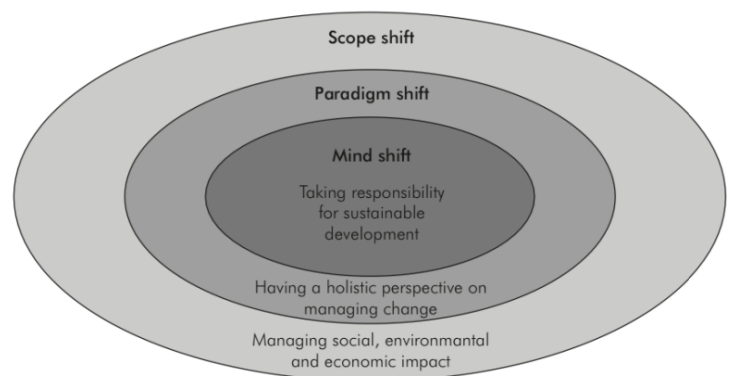 Scope shift
Paradigm shift
Mind shift
Taking responsibility
for sustainable
development
Having a holistic perspective on
managing change
Managing social, environmantal
and economic impact